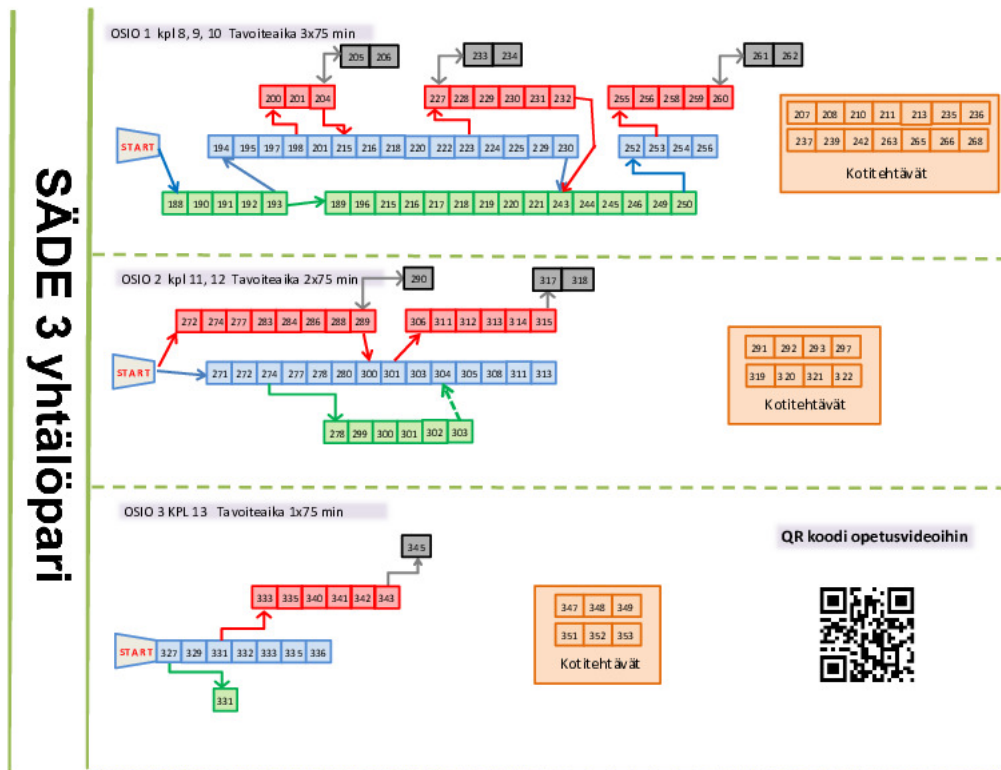 SÄDE 3 yhtälöpari
OSIO 1 kpl 8, 9, 10 Tavoiteaika 3x75 min
205 206
233 234
261 262
200 201 204
227 228 229 230 231 232
255 256 258 259 260
START
194 195 197 198 201 215 216 218 220 222 223 224 225 229 230
252 253 254 256
188 190 191 192 193
189 196 215 216 217 218 219 220 221 243 244 245 246 249 250
207 208 210 211 213 235 236
237 239 242 263 265 266 268
Kotitehtävät
OSIO 2 kpl 11, 12 Tavoiteaika 2x75 min
290
317 318
272 274 277 283 284 286 288 289
306 311 312 313 314 315
START
271 272 274 277 278 280 300 301 303 304 305 308 311 313
278 299 300 301 302 303
291 292 293 297
319 320 321 322
Kotitehtävät
OSIO 3 KPL 13 Tavoiteaika 1x75 min
345
333 335 340 341 342 343
START
327 329 331 332 333 335 336
331
347 348 349
351 352 353
Kotitehtävät
QR koodi opetusvideoihin